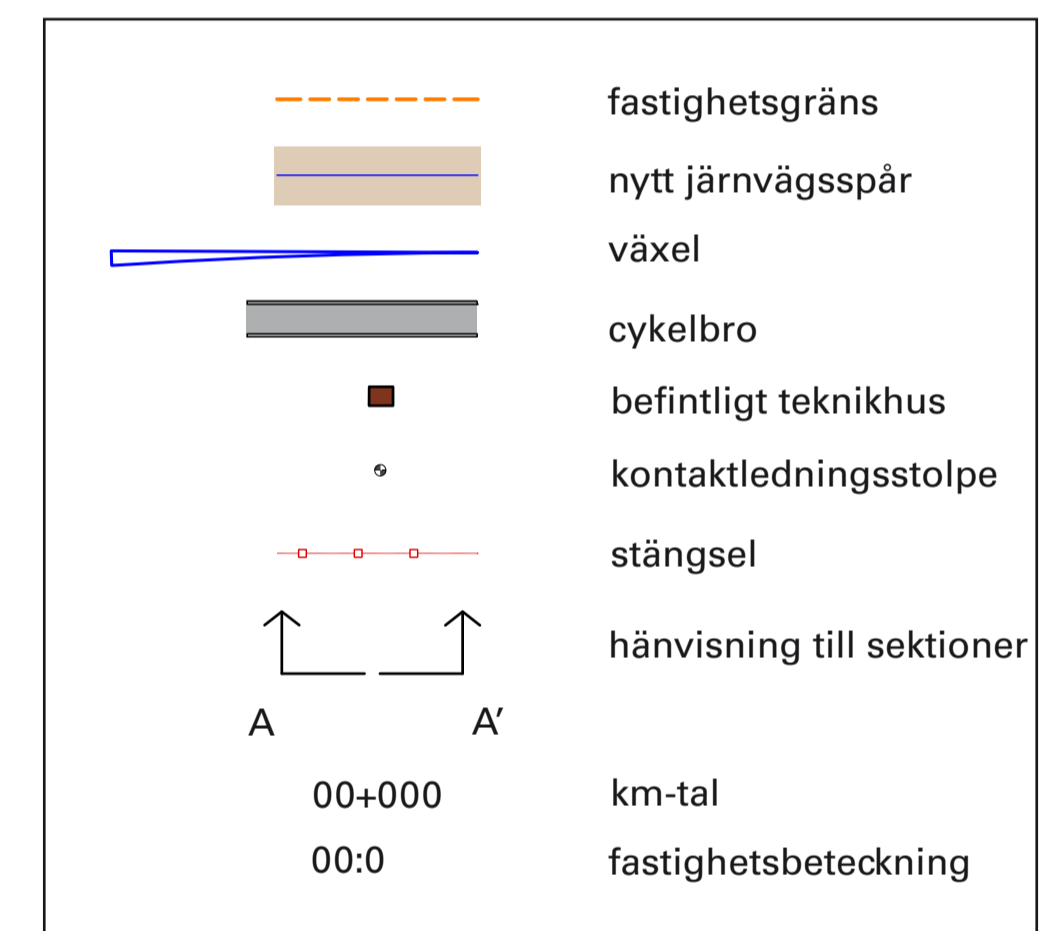 fastighetsgräns
nytt järnvägsspår
växel
cykelbro
befintligt teknikhus
kontaktledningsstolpe
stängsel
hänvisning till sektioner
A A′
00+000 km-tal
00:0 fastighetsbeteckning